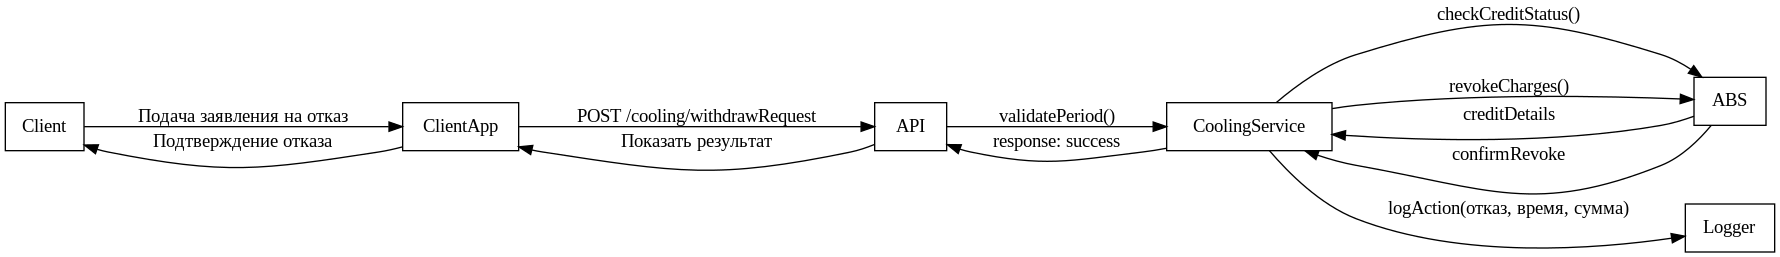 checkCreditStatus()
revokeCharges()
ABS
Подача заявления на отказ
POST /cooling/withdrawRequest
validatePeriod()
creditDetails
Client
ClientApp
API
CoolingService
Подтверждение отказа
Показать результат
response: success
confirmRevoke
logAction(отказ, время, сумма)
Logger